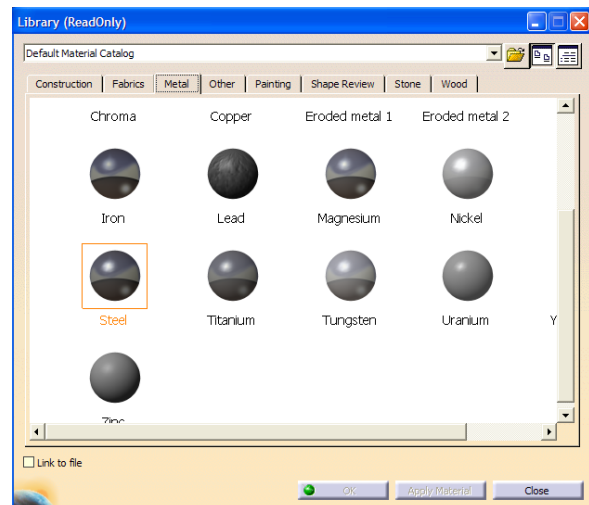 Library (ReadOnly)
Default Material Catalog
Construction Fabrics Metal Other Painting Shape Review Stone Wood
Chroma Copper Eroded metal 1 Eroded metal 2
Iron Lead Magnesium Nickel
Steel Titanium Tungsten Uranium Y
Zinc
Link to file
OK Apply Material Close